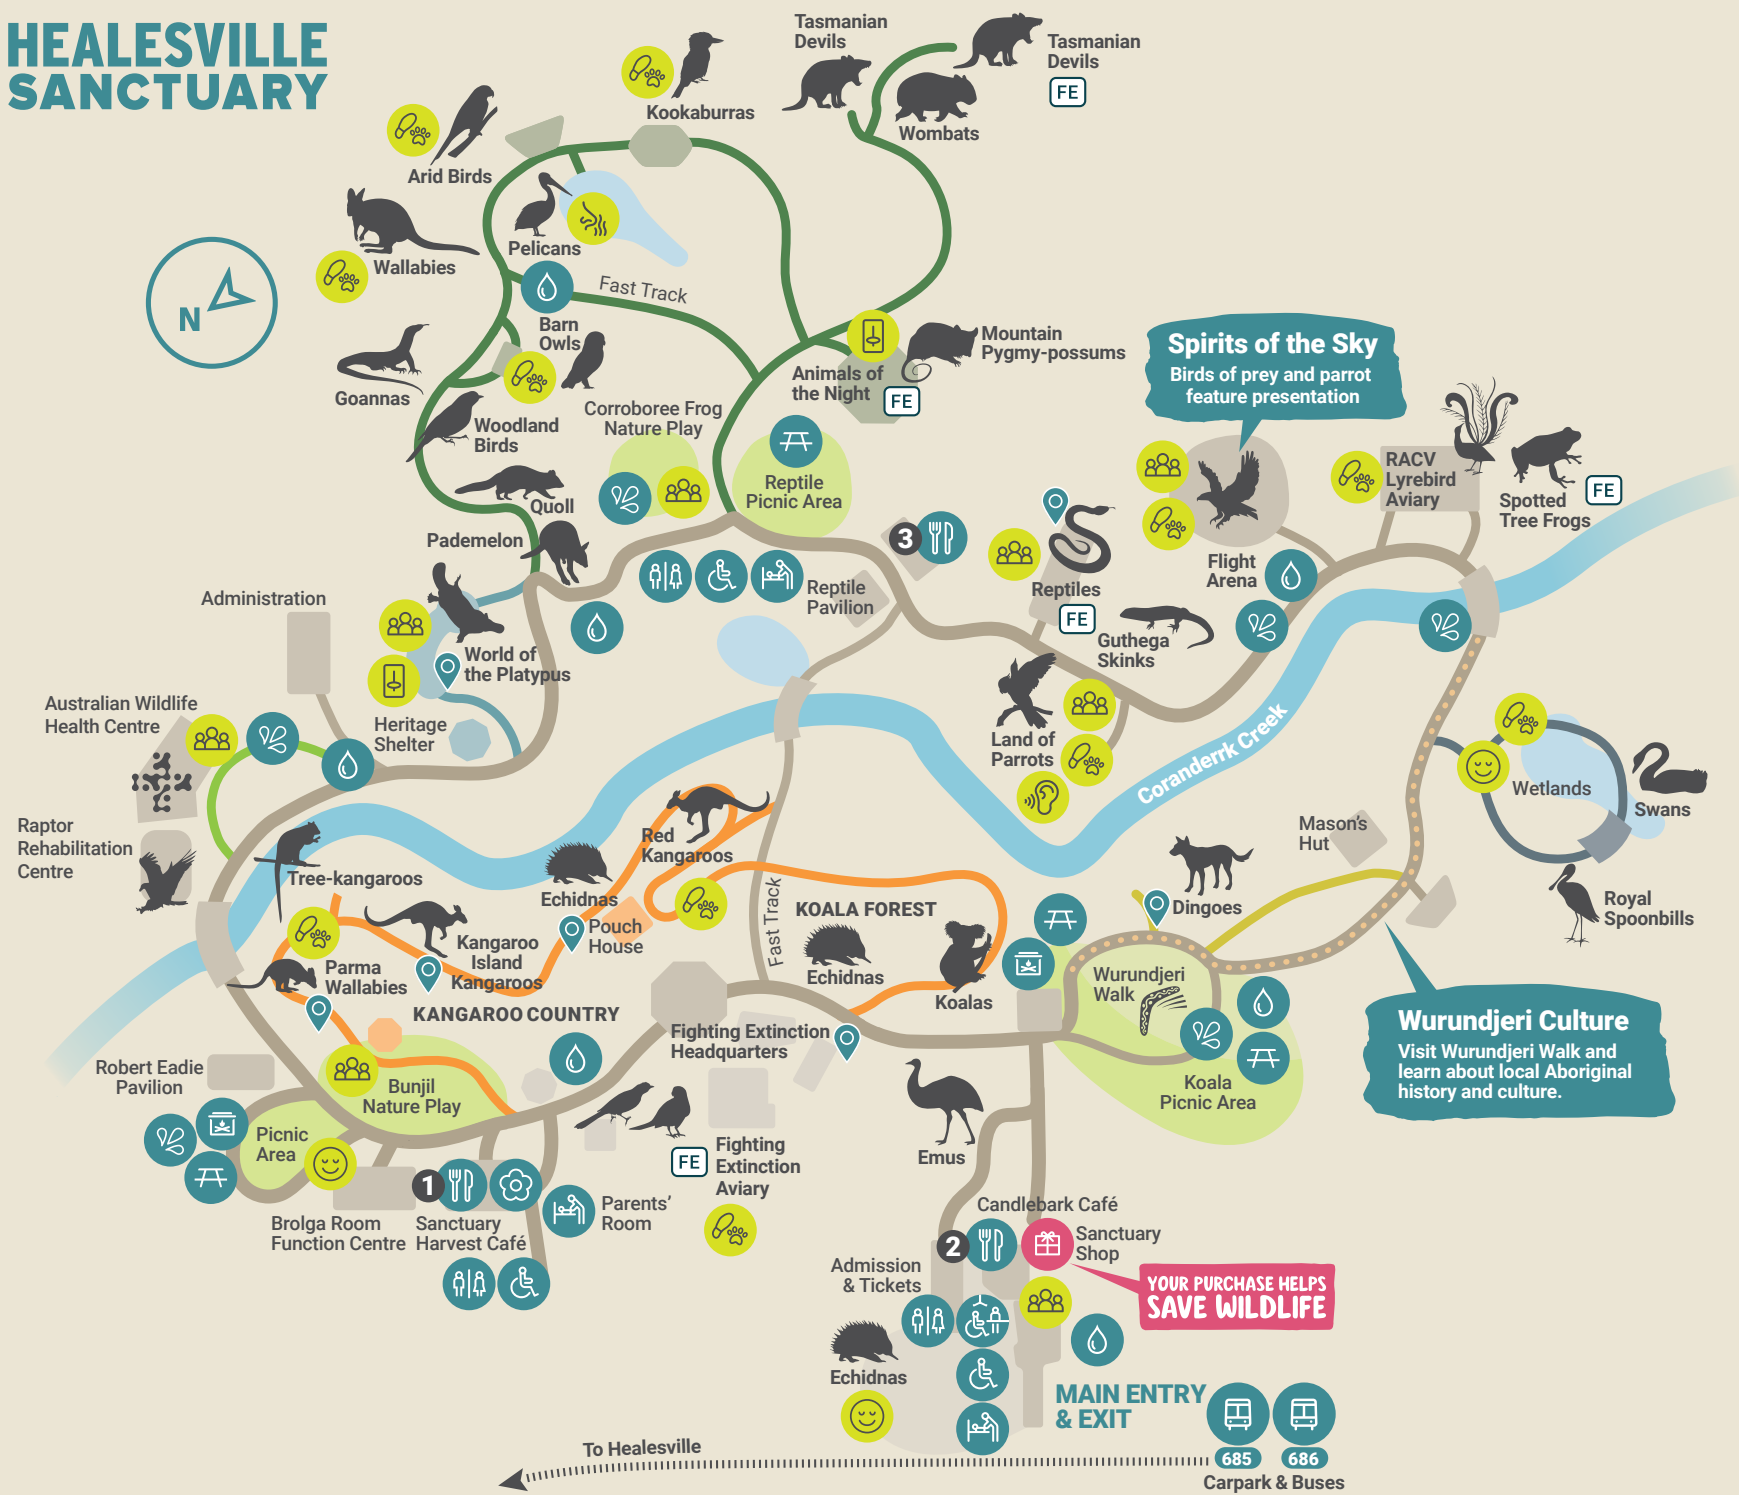 HEALESVILLE
SANCTUARY
Tasmanian
Devils
Tasmanian
Devils
FE
Kookaburras
Wombats
Arid Birds
Pelicans
Wallabies
N
Fast Track
Barn
Owls
Mountain
Pygmy-possums
Animals of
the Night
FE
Goannas
Woodland
Birds
Corroboree Frog
Nature Play
Spirits of the Sky
Birds of prey and parrot
feature presentation
Reptile
Picnic Area
RACV
Lyrebird
Aviary
Spotted
Tree Frogs
FE
Quoll
Pademelon
3
Flight
Arena
Reptiles
FE
Reptile
Pavilion
Guthega
Skinks
Administration
World of
the Platypus
Australian Wildlife
Health Centre
Heritage
Shelter
Land of
Parrots
Coranderrk Creek
Wetlands
Swans
Raptor
Rehabilitation
Centre
Red
Kangaroos
Mason's
Hut
Tree-kangaroos
Echidnas
Pouch
House
Fast Track
KOALA FOREST
Echidnas
Koalas
Dingoes
Royal
Spoonbills
Kangaroo
Island
Kangaroos
Parma
Wallabies
KANGAROO COUNTRY
Wurundjeri
Walk
Fighting Extinction
Headquarters
Wurundjeri Culture
Visit Wurundjeri Walk and
learn about local Aboriginal
history and culture.
Robert Eadie
Pavilion
Bunjil
Nature Play
Koala
Picnic Area
Picnic
Area
Emus
FE
Fighting
Extinction
Aviary
1
Parents'
Room
Brolga Room
Function Centre
Sanctuary
Harvest Café
Candlebark Café
2
Sanctuary
Shop
Admission
& Tickets
YOUR PURCHASE HELPS
SAVE WILDLIFE
Echidnas
MAIN ENTRY
& EXIT
To Healesville
685
686
Carpark & Buses